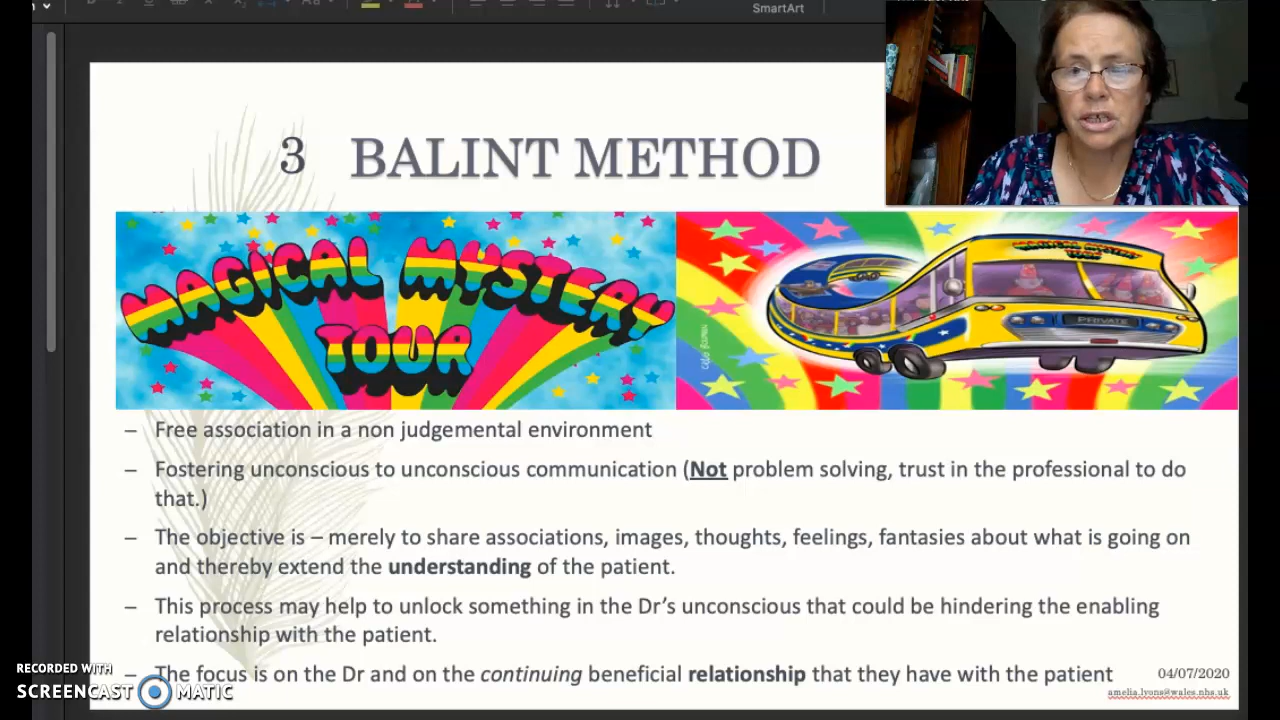 SmartArt
3 BALINT METHOD
MAGICAL MYSTERY
TOUR
MAGICAL MYSTERY
TOUR
PRIVATE
– Free association in a non judgemental environment
– Fostering unconscious to unconscious communication (Not problem solving, trust in the professional to do
that.)
– The objective is – merely to share associations, images, thoughts, feelings, fantasies about what is going on
and thereby extend the understanding of the patient.
– This process may help to unlock something in the Dr's unconscious that could be hindering the enabling
relationship with the patient.
– The focus is on the Dr and on the continuing beneficial relationship that they have with the patient
04/07/2020
amelia.lyons@wales.nhs.uk
RECORDED WITH
SCREENCAST MATIC